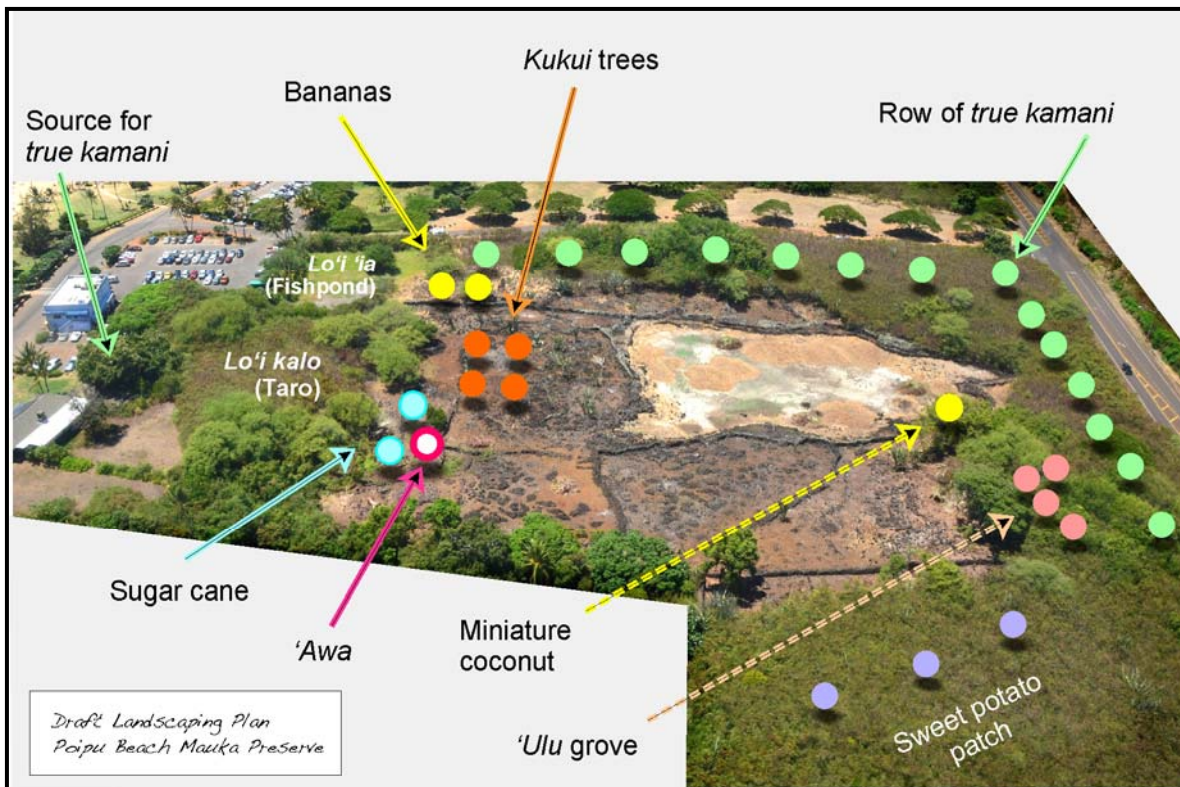 Kukui trees
Bananas
Source for
true kamani
Row of true kamani
Lo‘i ‘ia
(Fishpond)
Lo‘i kalo
(Taro)
Sugar cane
‘Awa
Miniature
coconut
‘Ulu grove
Sweet potato
patch
Draft Landscaping Plan
Poipu Beach Mauka Preserve